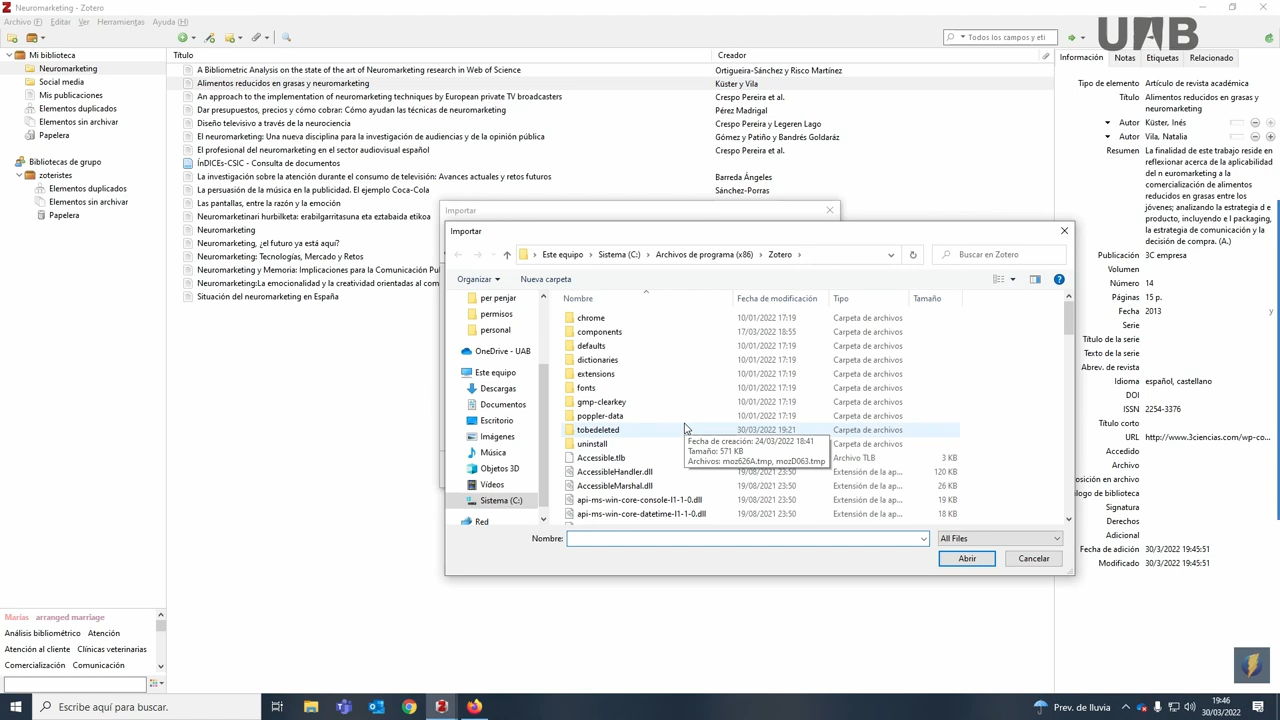 Neuromarketing - Zotero
Archivo (F) Editar Ver Herramientas Ayuda (H)
Todos los campos y eti
UAB
Mi biblioteca
Neuromarketing
Social media
Mis publicaciones
Elementos duplicados
Elementos sin archivar
Papelera
Bibliotecas de grupo
zoteristes
Elementos duplicados
Elementos sin archivar
Papelera
Título Creador
A Bibliometric Analysis on the state of the art of Neuromarketing research in Web of Science Ortigueira-Sánchez y Risco Martínez
Alimentos reducidos en grasas y neuromarketing Küster y Vila
An approach to the implementation of neuromarketing techniques by European private TV broadcasters Crespo Pereira et al.
Dar presupuestos, precios y cómo cobrar: Cómo ayudan las técnicas de neuromarketing Pérez Madrigal
Diseño televisivo a través de la neurociencia Crespo Pereira y Legeren Lago
El neuromarketing: Una nueva disciplina para la investigación de audiencias y de la opinión pública Gómez y Patiño y Bandrés Goldaráz
El profesional del neuromarketing en el sector audiovisual español Crespo Pereira et al.
ÍnDICEs-CSIC - Consulta de documentos
La investigación sobre la atención durante el consumo de televisión: Avances actuales y retos futuros Barreda Ángeles
La persuasión de la música en la publicidad. El ejemplo Coca-Cola Sánchez-Porras
Las pantallas, entre la razón y la emoción
Neuromarketinari hurbilketa: erabilgarritasuna eta eztabaida etikoa
Neuromarketing
Neuromarketing, ¿el futuro ya está aquí?
Neuromarketing: Tecnologías, Mercado y Retos
Neuromarketing y Memoria: Implicaciones para la Comunicación Pu
Neuromarketing:La emocionalidad y la creatividad orientadas al com
Situación del neuromarketing en España
Información Notas Etiquetas Relacionado
Tipo de elemento Artículo de revista académica
Título Alimentos reducidos en grasas y
neuromarketing
Autor Küster, Inés
Autor Vila, Natalia
Resumen La finalidad de este trabajo reside en
reflexionar acerca de la aplicabilidad
del n euromarketing a la
comercialización de alimentos
reducidos en grasas entre los
jóvenes; analizando la estrategia d e
producto, incluyendo e l packaging,
la estrategia de comunicación y la
decisión de compra. (A.)
Publicación 3C empresa
Volumen
Número 14
Páginas 15 p.
Fecha 2013 y
Serie
Título de la serie
Texto de la serie
Abrev. de revista
Idioma español, castellano
DOI
ISSN 2254-3376
Título corto
URL http://www.3ciencias.com/wp-co...
Accedido
Archivo
osición en archivo
logo de biblioteca
Signatura
Derechos
Adicional
Fecha de adición 30/3/2022 19:45:51
Modificado 30/3/2022 19:45:51
Importar
Importar
Este equipo Sistema (C:) Archivos de programa (x86) Zotero
Buscar en Zotero
Organizar Nueva carpeta
per penjar
permisos
personal
OneDrive - UAB
Este equipo
Descargas
Documentos
Escritorio
Imágenes
Música
Objetos 3D
Vídeos
Sistema (C:)
Red
Nombre Fecha de modificación Tipo Tamaño
chrome 10/01/2022 17:19 Carpeta de archivos
components 17/03/2022 18:55 Carpeta de archivos
defaults 10/01/2022 17:19 Carpeta de archivos
dictionaries 10/01/2022 17:19 Carpeta de archivos
extensions 10/01/2022 17:19 Carpeta de archivos
fonts 10/01/2022 17:19 Carpeta de archivos
gmp-clearkey 10/01/2022 17:19 Carpeta de archivos
poppler-data 10/01/2022 17:19 Carpeta de archivos
tobedeleted 30/03/2022 19:21 Carpeta de archivos
uninstall Carpeta de archivos
Fecha de creación: 24/03/2022 18:41
Tamaño: 571 KB
Archivos: moz626A.tmp, mozD063.tmp
Accessible.tlb Archivo TLB 3 KB
AccessibleHandler.dll 19/08/2021 23:50 Extensión de la ap... 120 KB
AccessibleMarshal.dll 19/08/2021 23:50 Extensión de la ap... 26 KB
api-ms-win-core-console-l1-1-0.dll 19/08/2021 23:50 Extensión de la ap... 19 KB
api-ms-win-core-datetime-l1-1-0.dll 19/08/2021 23:50 Extensión de la ap... 18 KB
Nombre: All Files
Abrir Cancelar
Marías arranged marriage
Análisis bibliométrico Atención
Atención al cliente Clínicas veterinarias
Comercialización Comunicación
Escribe aquí para buscar.
Prev. de lluvia
19:46
30/03/2022